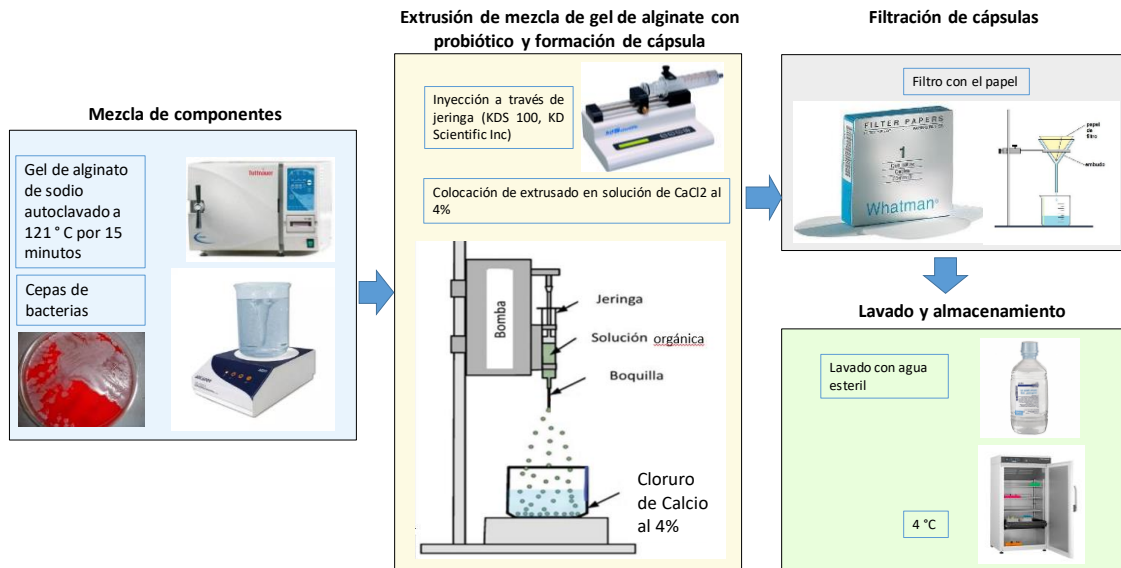 Mezcla de componentes
Gel de alginato
de sodio
autoclavado a
121 ° C por 15
minutos
Tuttnauer
Cepas de
bacterias
Extrusión de mezcla de gel de alginate con
probiótico y formación de cápsula
Inyección a través de
jeringa (KDS 100, KD
Scientific Inc)
Colocación de extrusado en solución de CaCl2 al
4%
Bomba
Jeringa
Solución orgánica
Boquilla
Cloruro
de Calcio
al 4%
Filtración de cápsulas
Filtro con el papel
FILTER PAPERS
1
Whatman®
papel
de
filtro
embudo
Lavado y almacenamiento
Lavado con agua
esteril
4 °C